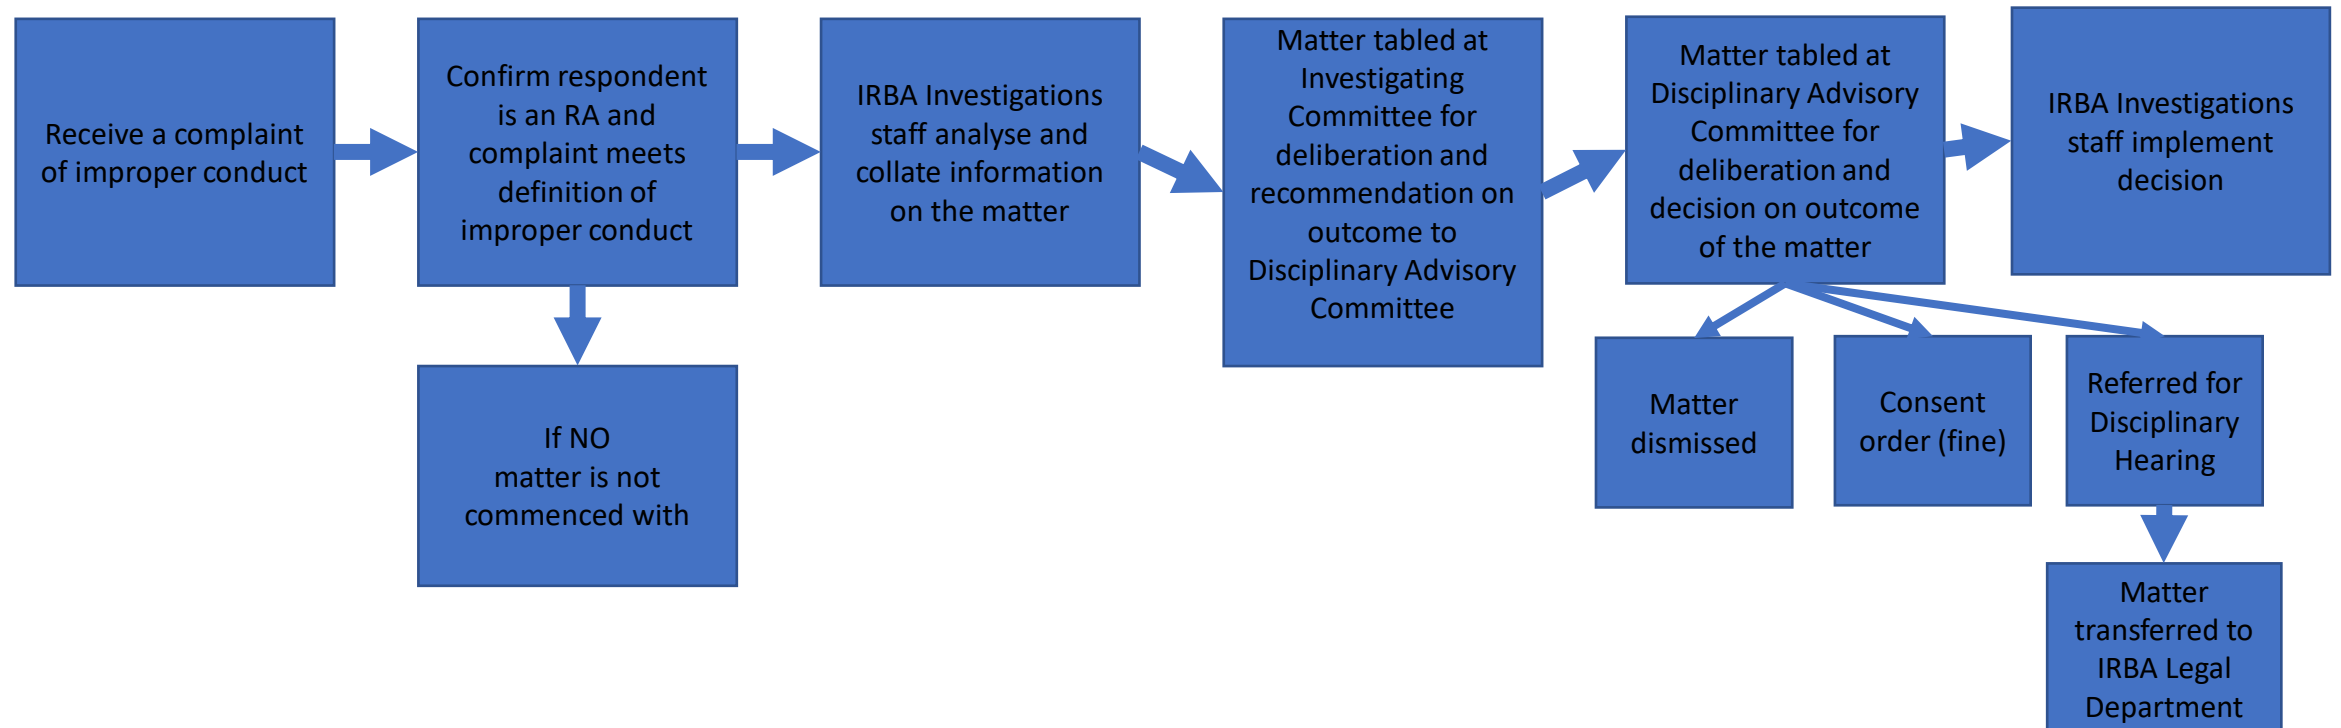 Receive a complaint
of improper conduct
Confirm respondent
is an RA and
complaint meets
definition of
improper conduct
IRBA Investigations
staff analyse and
collate information
on the matter
Matter tabled at
Investigating
Committee for
deliberation and
recommendation on
outcome to
Disciplinary Advisory
Committee
Matter tabled at
Disciplinary Advisory
Committee for
deliberation and
decision on outcome
of the matter
IRBA Investigations
staff implement
decision
If NO
matter is not
commenced with
Matter
dismissed
Consent
order (fine)
Referred for
Disciplinary
Hearing
Matter
transferred to
IRBA Legal
Department